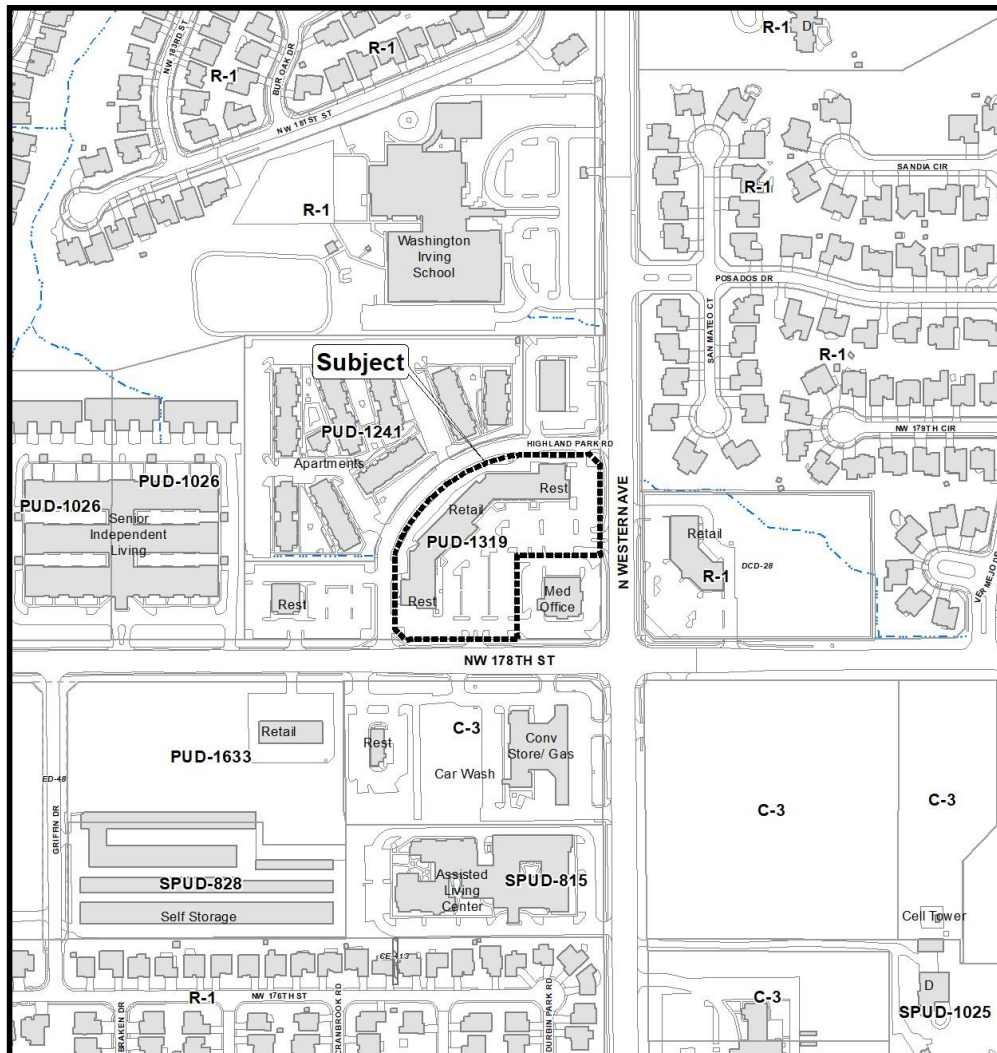 R-1
D
R-1
R-1
NW 183RD ST
BUR OAK DR
NW 181ST ST
SANDIA CIR
R-1
R-1
Washington
Irving
School
POSADOS DR
SAN MATEO CT
Subject
R-1
PUD-1241
Apartments
HIGHLAND PARK RD
NW 179TH CIR
PUD-1026
PUD-1026
Senior
Independent
Living
Rest
Retail
PUD-1319
N WESTERN AVE
Retail
DCD-28
R-1
Rest
Rest
Med
Office
VERMEJO DR
NW 178TH ST
Retail
PUD-1633
Rest
C-3
Conv
Store/ Gas
Car Wash
ED-48
GRIFFIN DR
C-3
C-3
SPUD-828
Self Storage
Assisted
Living
Center
SPUD-815
Cell Tower
CE-413
R-1
NW 176TH ST
BRAKEN DR
CRANBROOK RD
DURBIN PARK RD
C-3
D
SPUD-1025